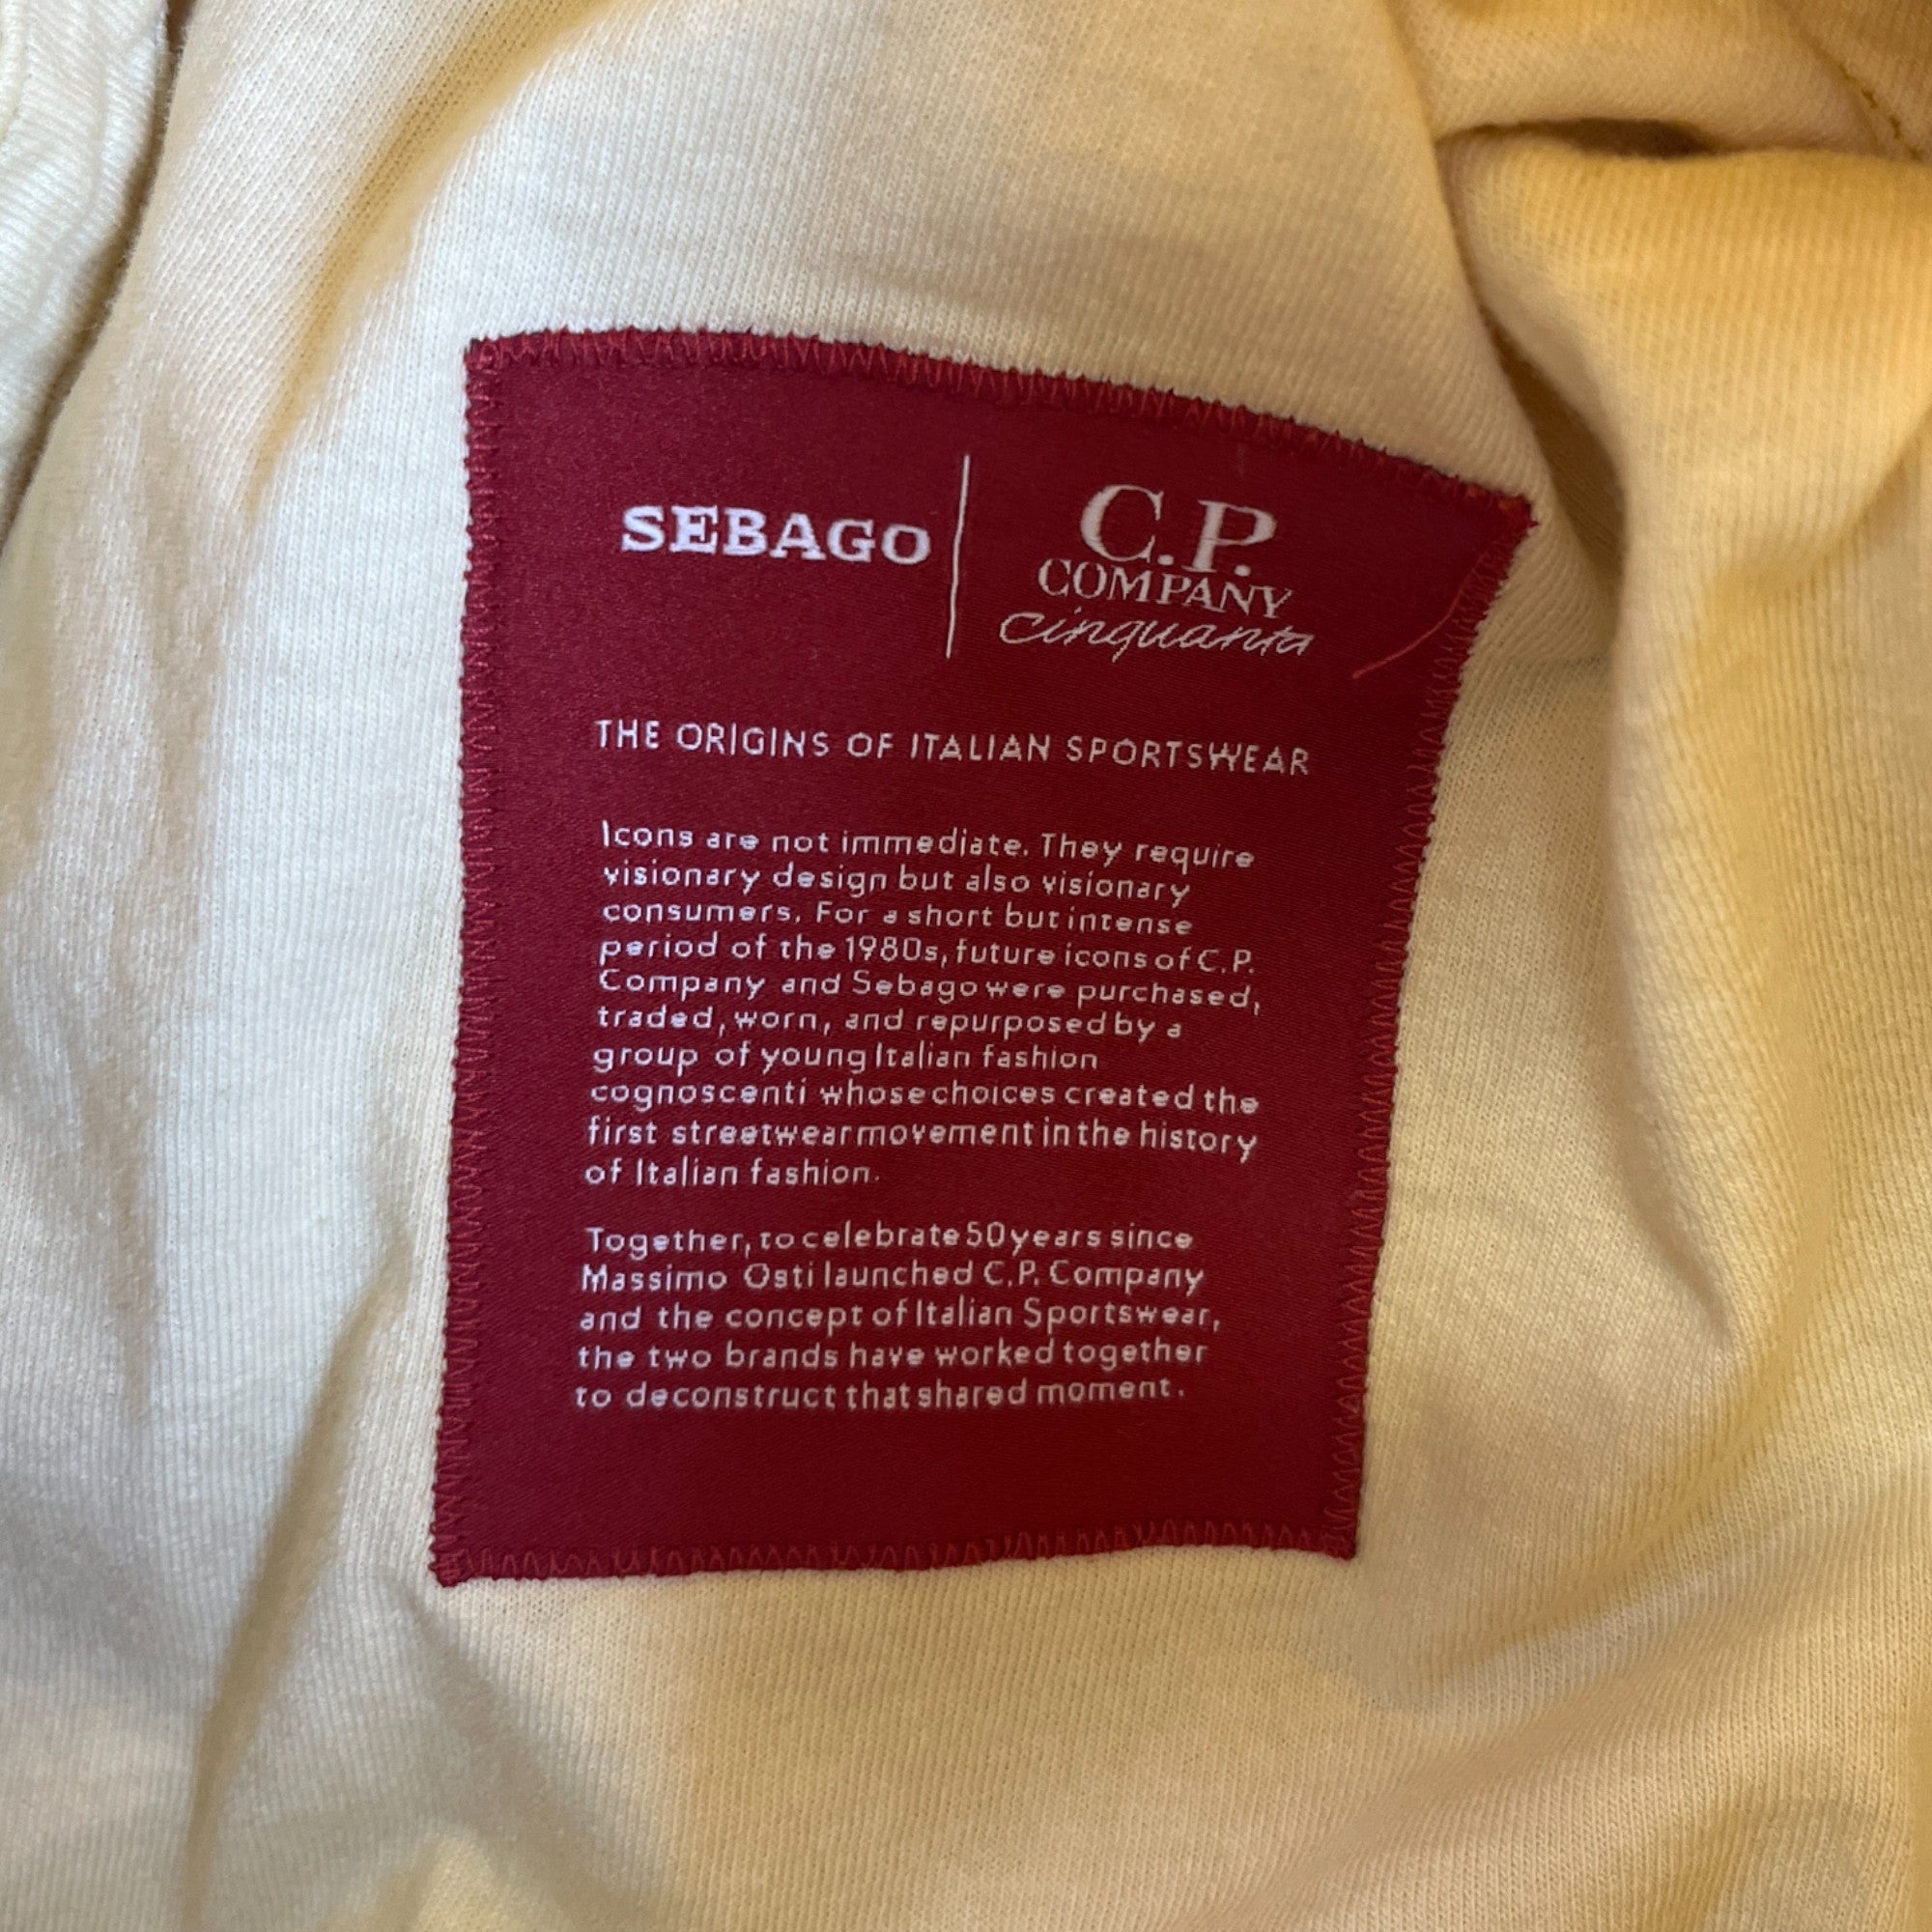 SEBAGO
C.P.
COMPANY
Cinquanta
THE ORIGINS OF ITALIAN SPORTSWEAR
Icons are not immediate. They require
visionary design but also visionary
consumers. For a short but intense
period of the 1980s, future icons of C.P.
Company and Sebago were purchased,
traded, worn, and repurposed by a
group of young Italian fashion
cognoscenti whose choices created the
first streetwear movement in the history
of Italian fashion.
Together, to celebrate 50 years since
Massimo Osti launched C.P. Company
and the concept of Italian Sportswear,
the two brands have worked together
to deconstruct that shared moment.